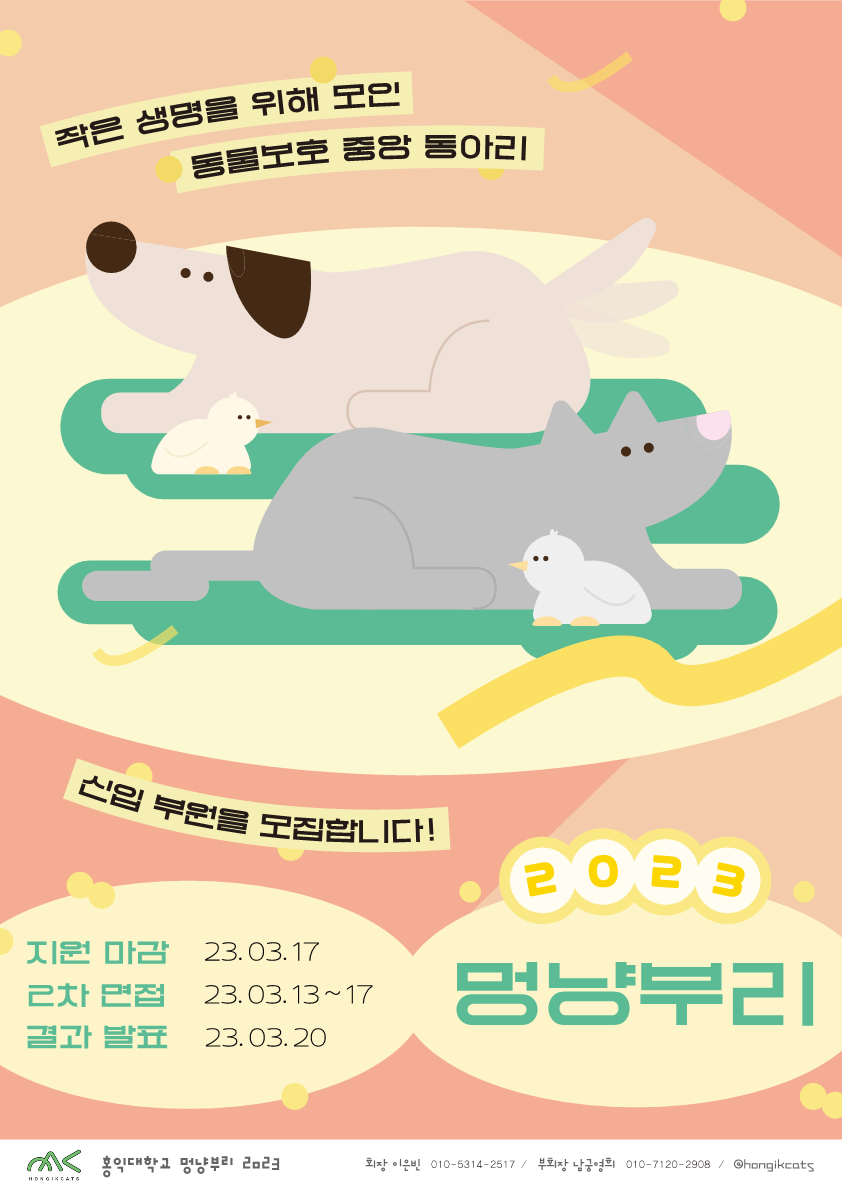 작은 생명을 위해 모인
동물보호 중앙 동아리
신입 부원을 모집합니다!
2023
멍냥부리
지원 마감 23.03.17
2차 면접 23.03.13~17
결과 발표 23.03.20
HONGIKCATS
홍익대학교 멍냥부리 2023
회장 이은빈 010-5314-2517 / 부회장 남궁영희 010-7120-2908 / @hongikcats